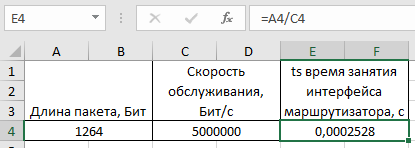 E4
fx
=A4/C4
A B C D E F
1
2
3
4
Длина пакета, Бит
Скорость
обслуживания,
Бит/с
ts время занятия
интерфейса
маршрутизатора, с
1264 5000000 0,0002528